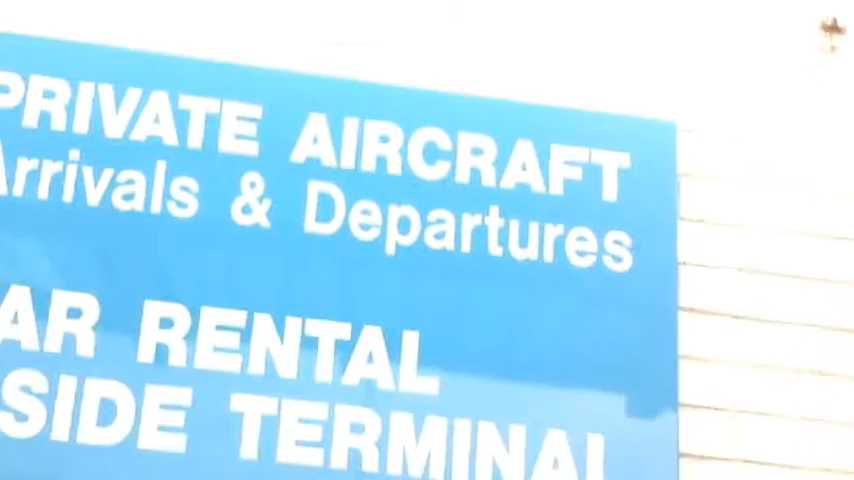 PRIVATE AIRCRAFT
Arrivals & Departures
AR RENTAL
SIDE TERMINAL